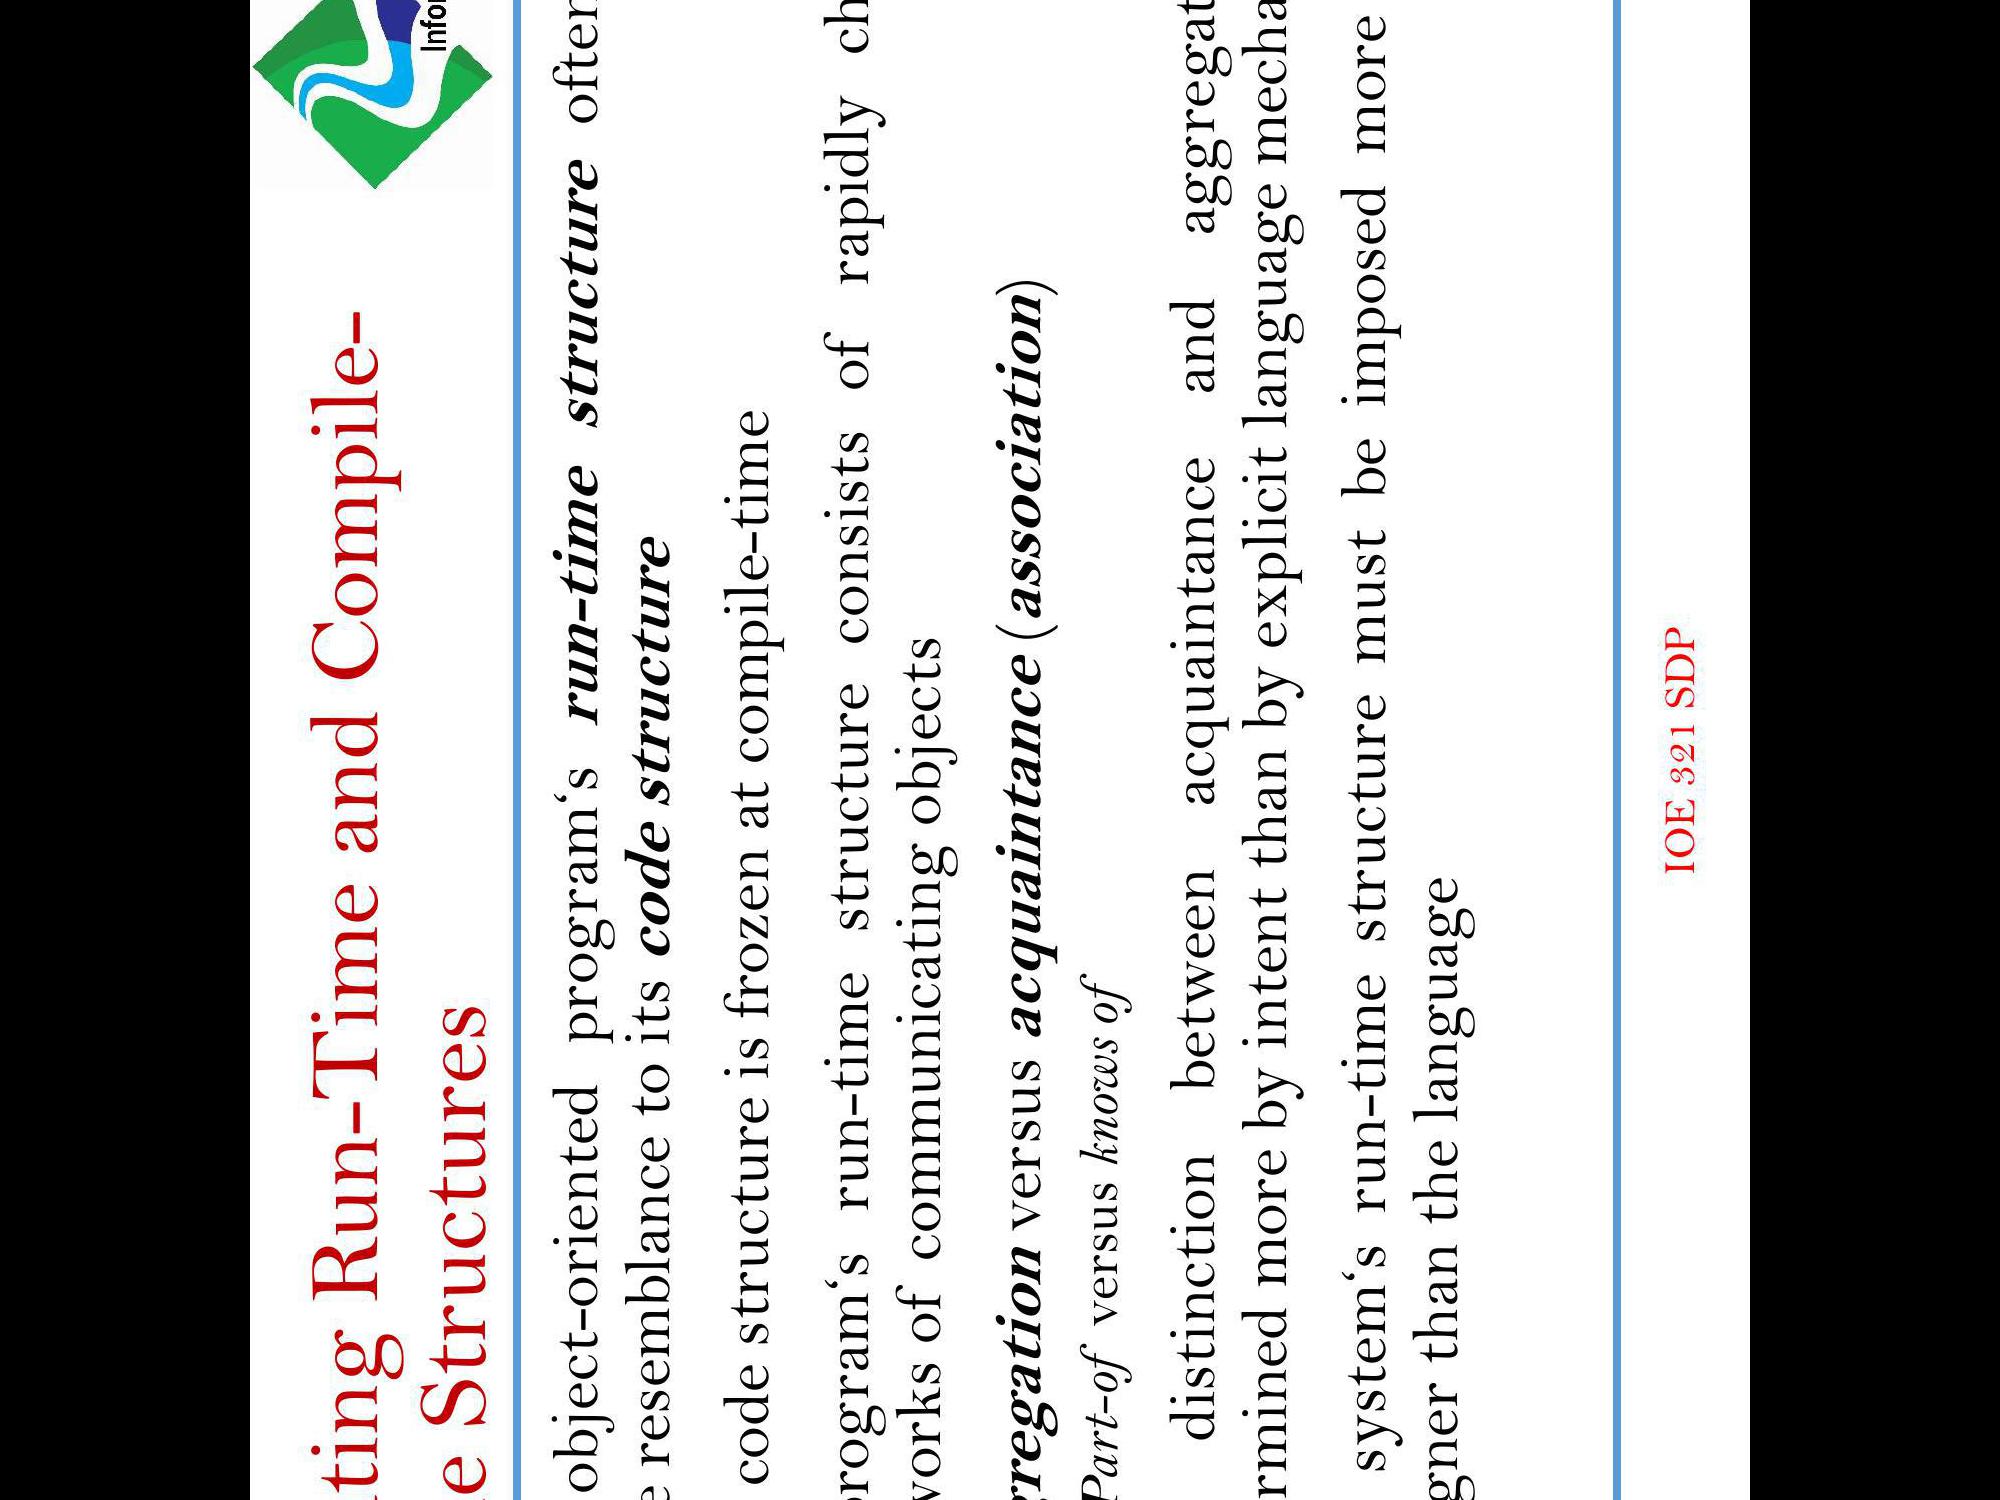 ting Run-Time and Compile-
e Structures
Infor
object-oriented program‘s run-time structure often
e resemblance to its code structure
code structure is frozen at compile-time
program‘s run-time structure consists of rapidly ch
works of communicating objects
regation versus acquaintance (association)
Part-of versus knows of
distinction between acquaintance and aggregat
rmined more by intent than by explicit language mecha
system‘s run-time structure must be imposed more
gner than the language
IOE 321 SDP